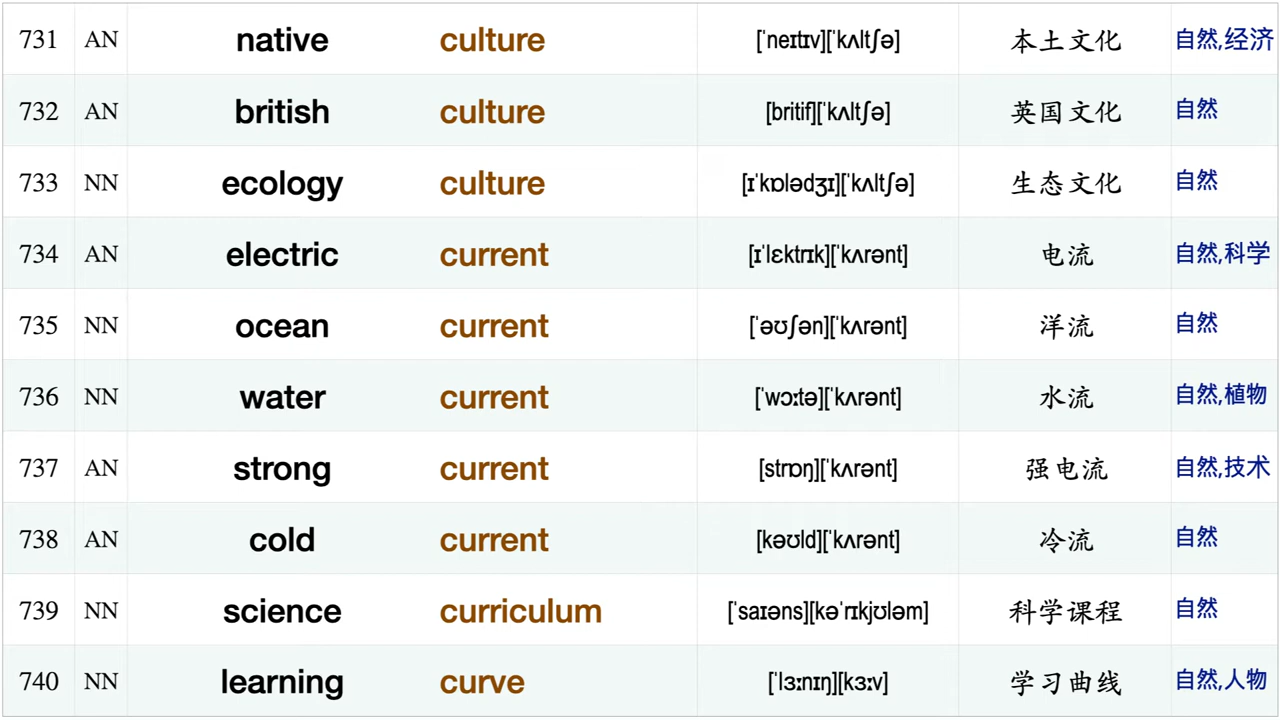 731 AN native culture [ˈneɪtɪv][ˈkʌltʃə] 本土文化 自然,经济
732 AN british culture [britif][ˈkʌltʃə] 英国文化 自然
733 NN ecology culture [ɪˈkɒlədʒɪ][ˈkʌltʃə] 生态文化 自然
734 AN electric current [ɪˈlɛktrɪk][ˈkʌrənt] 电流 自然,科学
735 NN ocean current [ˈəʊʃən][ˈkʌrənt] 洋流 自然
736 NN water current [ˈwɔːtə][ˈkʌrənt] 水流 自然,植物
737 AN strong current [strɒŋ][ˈkʌrənt] 强电流 自然,技术
738 AN cold current [kəʊld][ˈkʌrənt] 冷流 自然
739 NN science curriculum [ˈsaɪəns][kəˈrɪkjʊləm] 科学课程 自然
740 NN learning curve [ˈlɜːnɪŋ][kɜːv] 学习曲线 自然,人物